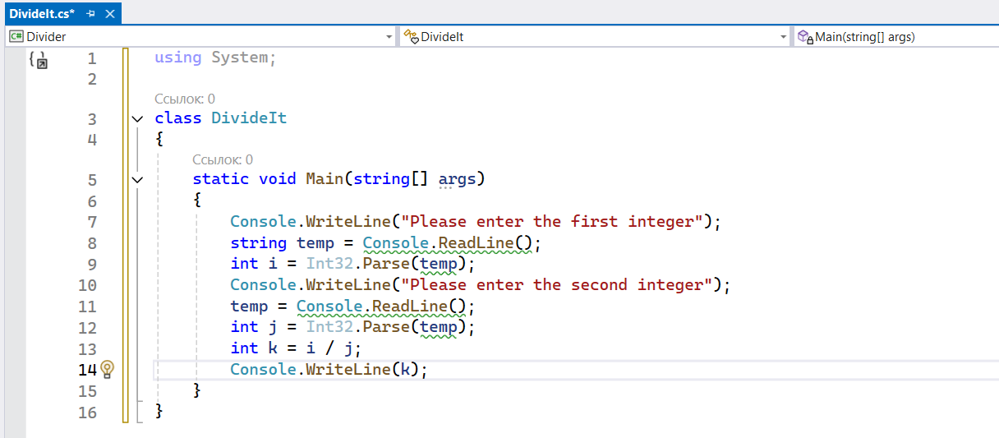 DivideIt.cs*
C# Divider DivideIt Main(string[] args)
1 using System;
2
Ссылок: 0
3 class DivideIt
4 {
Ссылок: 0
5 static void Main(string[] args)
6 {
7 Console.WriteLine("Please enter the first integer");
8 string temp = Console.ReadLine();
9 int i = Int32.Parse(temp);
10 Console.WriteLine("Please enter the second integer");
11 temp = Console.ReadLine();
12 int j = Int32.Parse(temp);
13 int k = i / j;
14 Console.WriteLine(k);
15 }
16 }